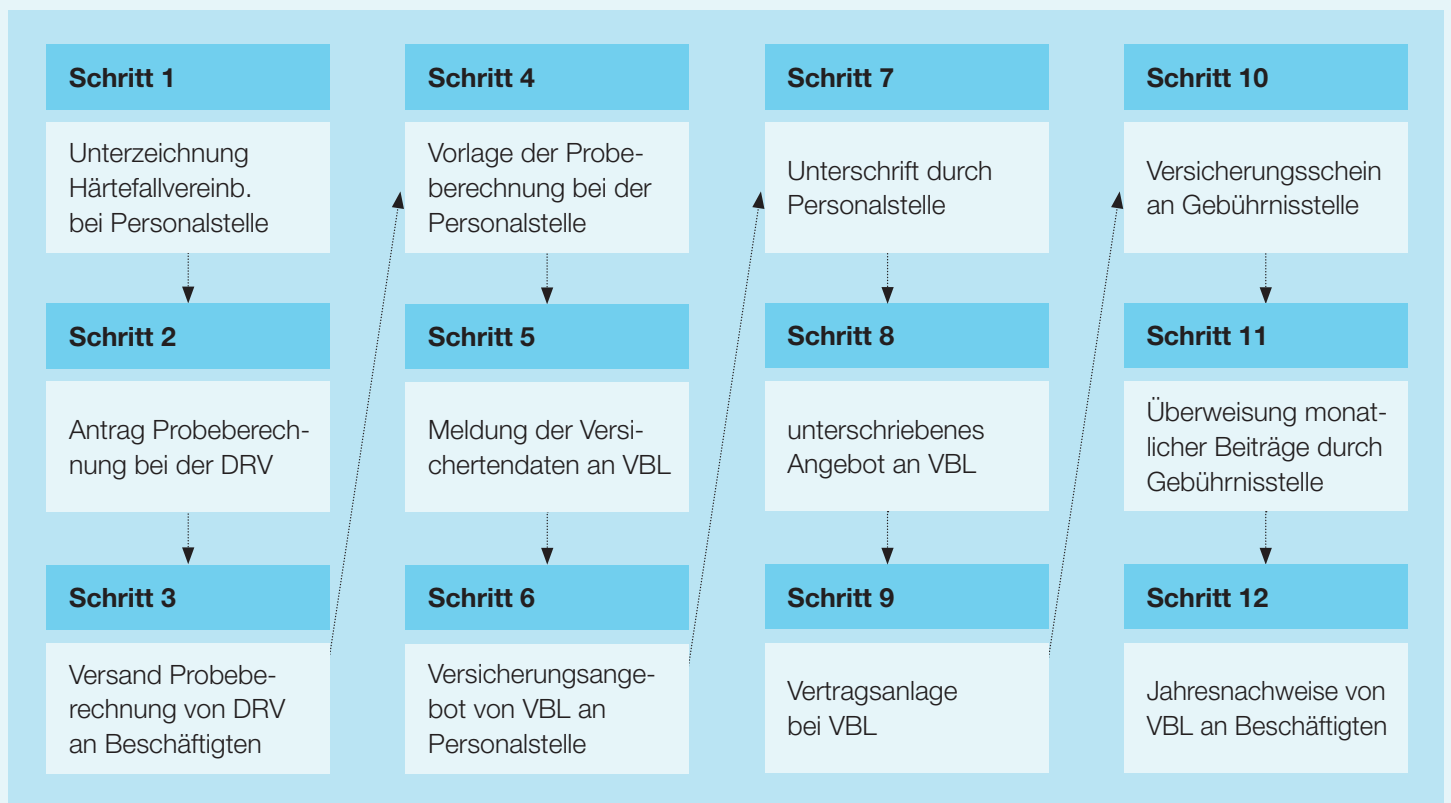 Schritt 1
Unterzeichnung
Härtefallvereinb.
bei Personalstelle
Schritt 2
Antrag Probeberech-
nung bei der DRV
Schritt 3
Versand Probebe-
rechnung von DRV
an Beschäftigten
Schritt 4
Vorlage der Probe-
berechnung bei der
Personalstelle
Schritt 5
Meldung der Versi-
chertendaten an VBL
Schritt 6
Versicherungsange-
bot von VBL an
Personalstelle
Schritt 7
Unterschrift durch
Personalstelle
Schritt 8
unterschriebenes
Angebot an VBL
Schritt 9
Vertragsanlage
bei VBL
Schritt 10
Versicherungsschein
an Gebührnisstelle
Schritt 11
Überweisung monat-
licher Beiträge durch
Gebührnisstelle
Schritt 12
Jahresnachweise von
VBL an Beschäftigten